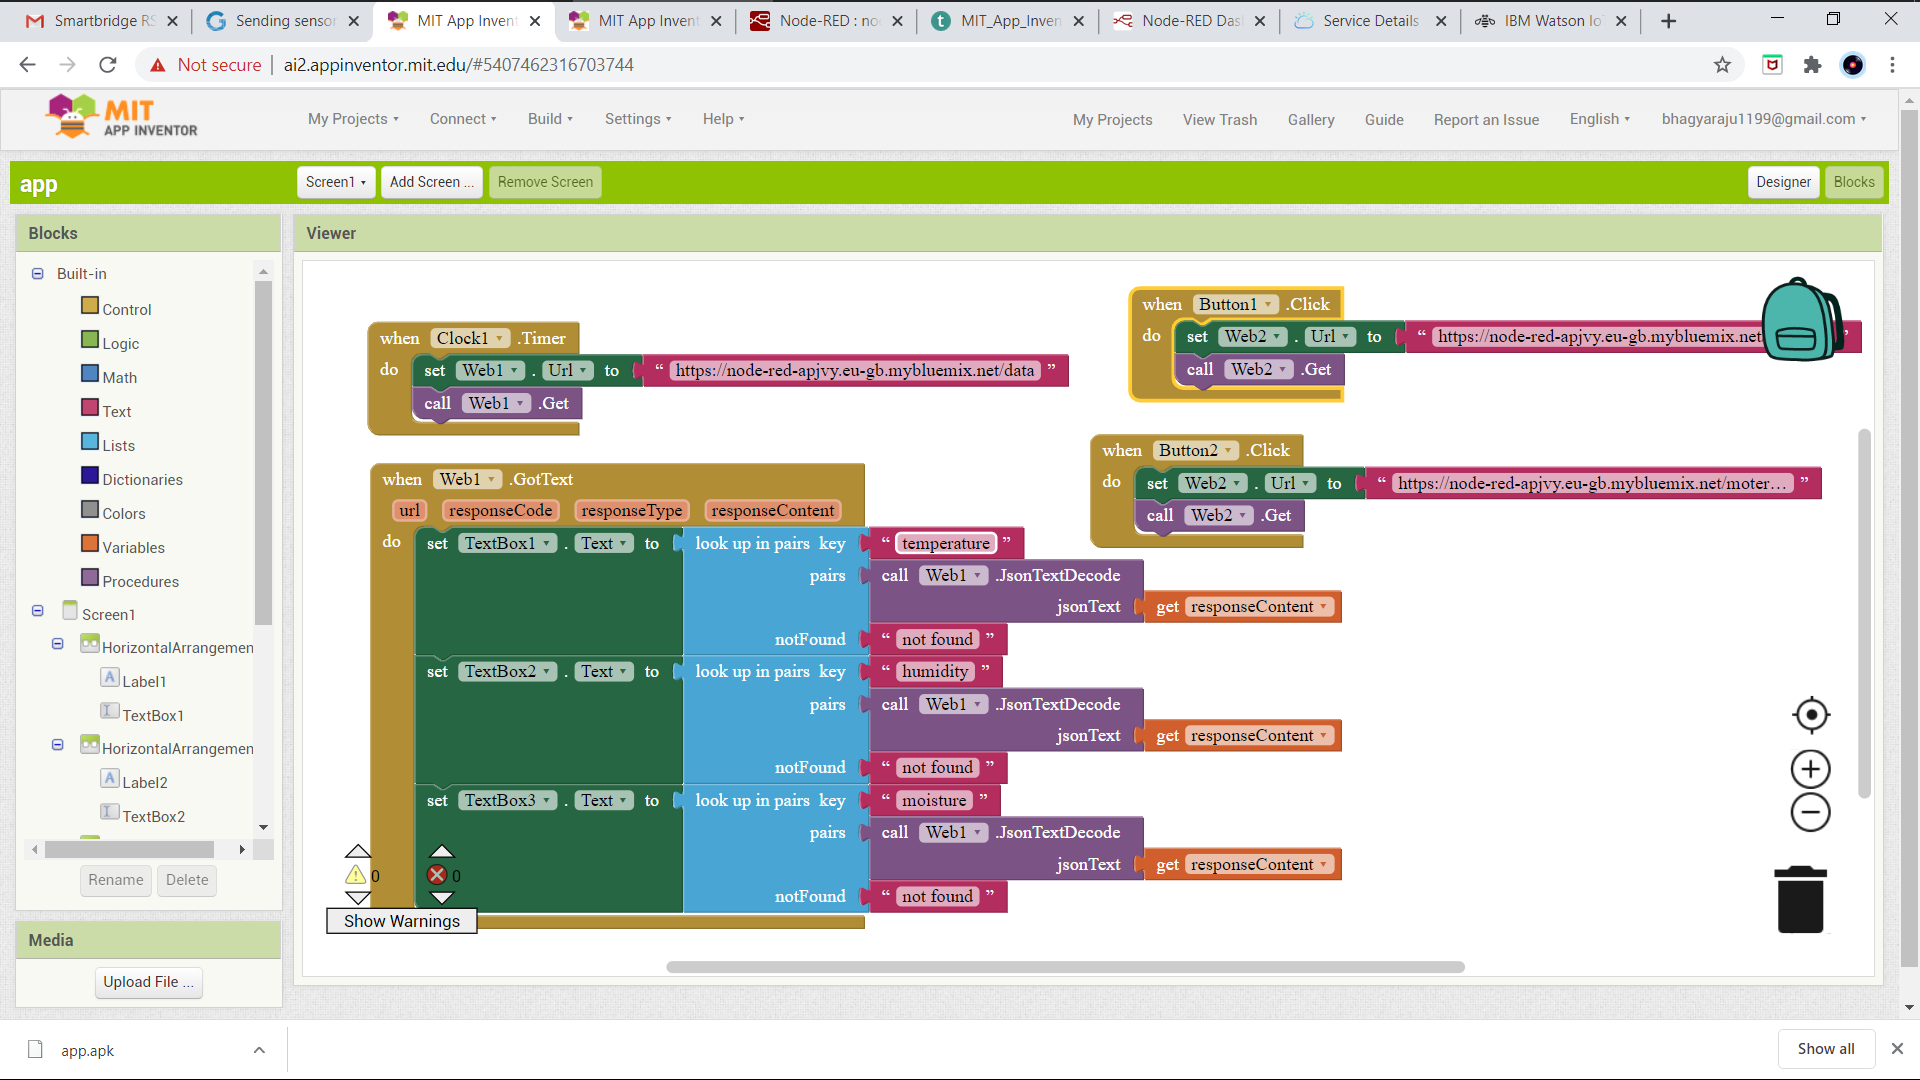 Smartbridge RS
Sending sensor
MIT App Invent
MIT App Invent
Node-RED : no
MIT_App_Inven
Node-RED Das
Service Details
IBM Watson Io
Not secure
ai2.appinventor.mit.edu/#5407462316703744
MIT
APP INVENTOR
My Projects
Connect
Build
Settings
Help
My Projects
View Trash
Gallery
Guide
Report an Issue
English
bhagyaraju1199@gmail.com
app
Screen1
Add Screen ...
Remove Screen
Designer
Blocks
Blocks
Built-in
Control
Logic
Math
Text
Lists
Dictionaries
Colors
Variables
Procedures
Screen1
HorizontalArrangemen
Label1
TextBox1
HorizontalArrangemen
Label2
TextBox2
Rename
Delete
Media
Upload File ...
Viewer
when Clock1 .Timer
do set Web1 . Url to “ https://node-red-apjvy.eu-gb.mybluemix.net/data ”
call Web1 .Get
when Button1 .Click
do set Web2 . Url to “ https://node-red-apjvy.eu-gb.mybluemix.net ”
call Web2 .Get
when Button2 .Click
do set Web2 . Url to “ https://node-red-apjvy.eu-gb.mybluemix.net/moter... ”
call Web2 .Get
when Web1 .GotText
url responseCode responseType responseContent
do set TextBox1 . Text to look up in pairs key “ temperature ”
pairs call Web1 .JsonTextDecode
jsonText get responseContent
notFound “ not found ”
set TextBox2 . Text to look up in pairs key “ humidity ”
pairs call Web1 .JsonTextDecode
jsonText get responseContent
notFound “ not found ”
set TextBox3 . Text to look up in pairs key “ moisture ”
pairs call Web1 .JsonTextDecode
jsonText get responseContent
notFound “ not found ”
0
0
Show Warnings
app.apk
Show all